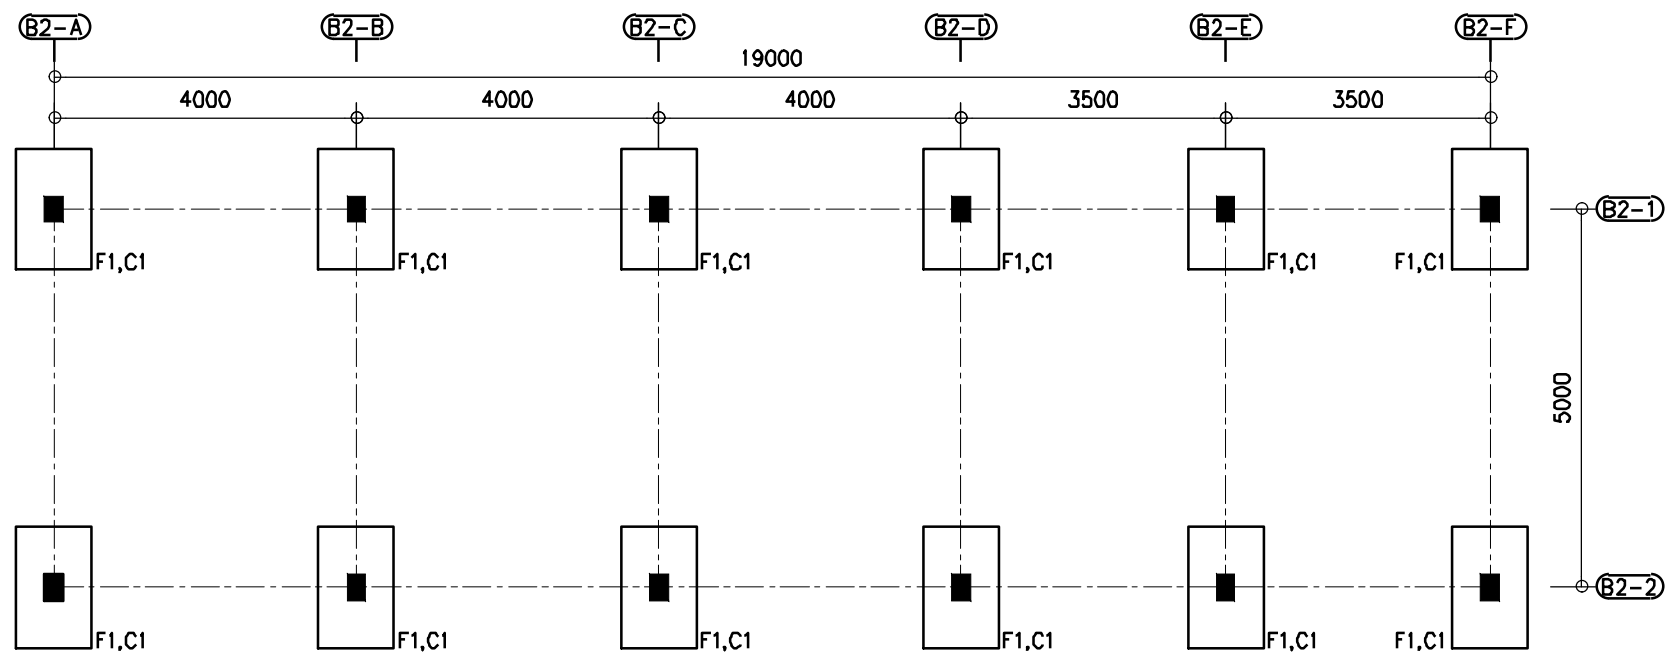 B2-A B2-B B2-C B2-D B2-E B2-F
19000
4000 4000 4000 3500 3500
B2-1
F1,C1 F1,C1 F1,C1 F1,C1 F1,C1 F1,C1
5000
B2-2
F1,C1 F1,C1 F1,C1 F1,C1 F1,C1 F1,C1